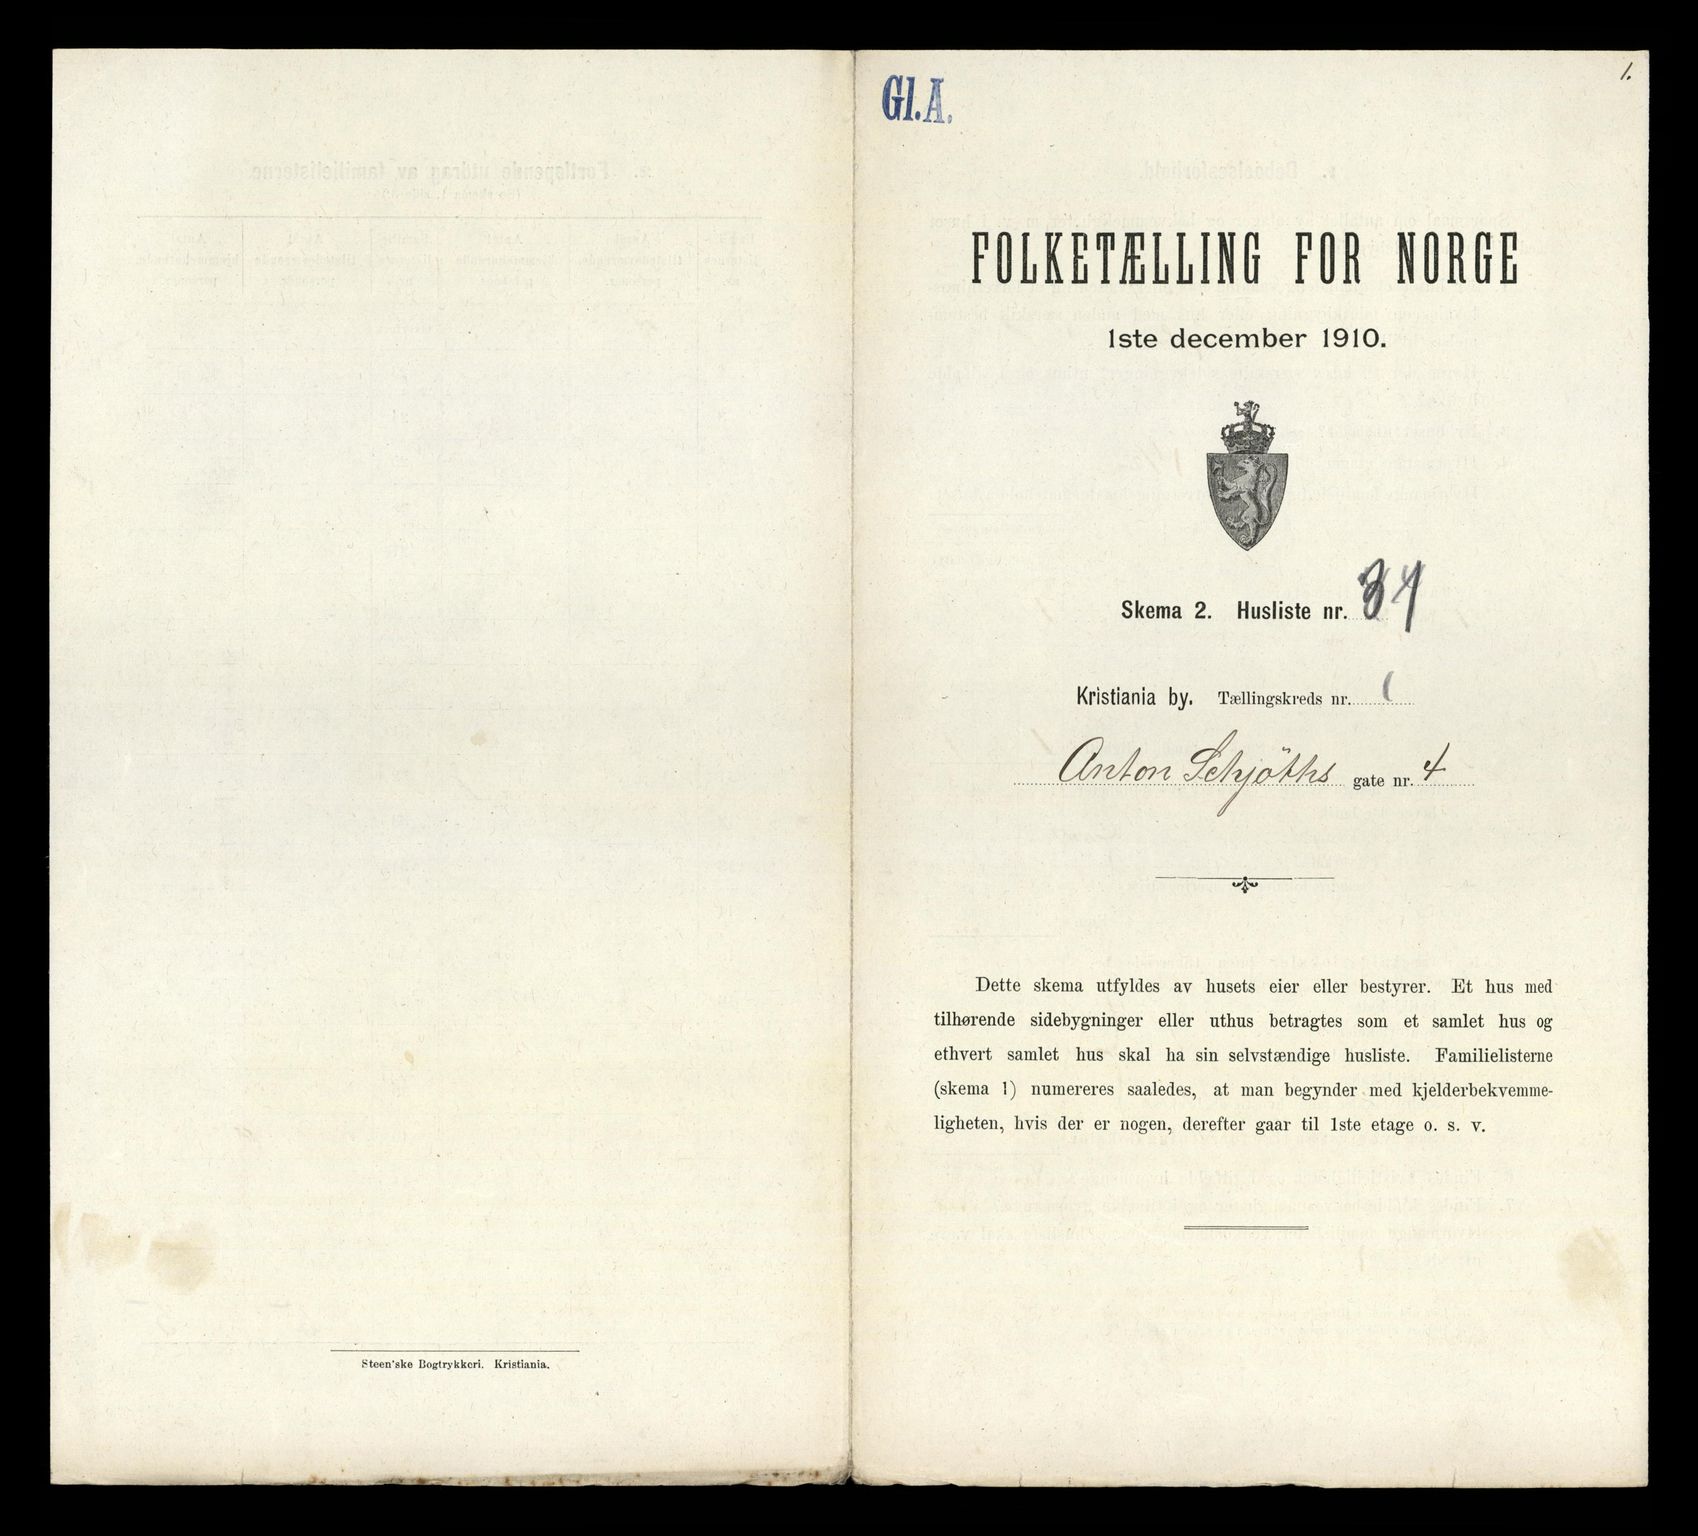 Steen'ske Bogtrykkeri. Kristiania.
Gl. A.
1.
FOLKETÆLLING FOR NORGE
1ste december 1910.
Skema 2. Husliste nr.
Kristiania by. Tællingskreds nr. 1
Anton Schjöths gate nr. 4
Dette skema utfyldes av husets eier eller bestyrer. Et hus med
tilhørende sidebygninger eller uthus betragtes som et samlet hus og
ethvert samlet hus skal ha sin selvstændige husliste. Familielisterne
(skema 1) numereres saaledes, at man begynder med kjelderbekvemme-
ligheten, hvis der er nogen, derefter gaar til 1ste etage o. s. v.